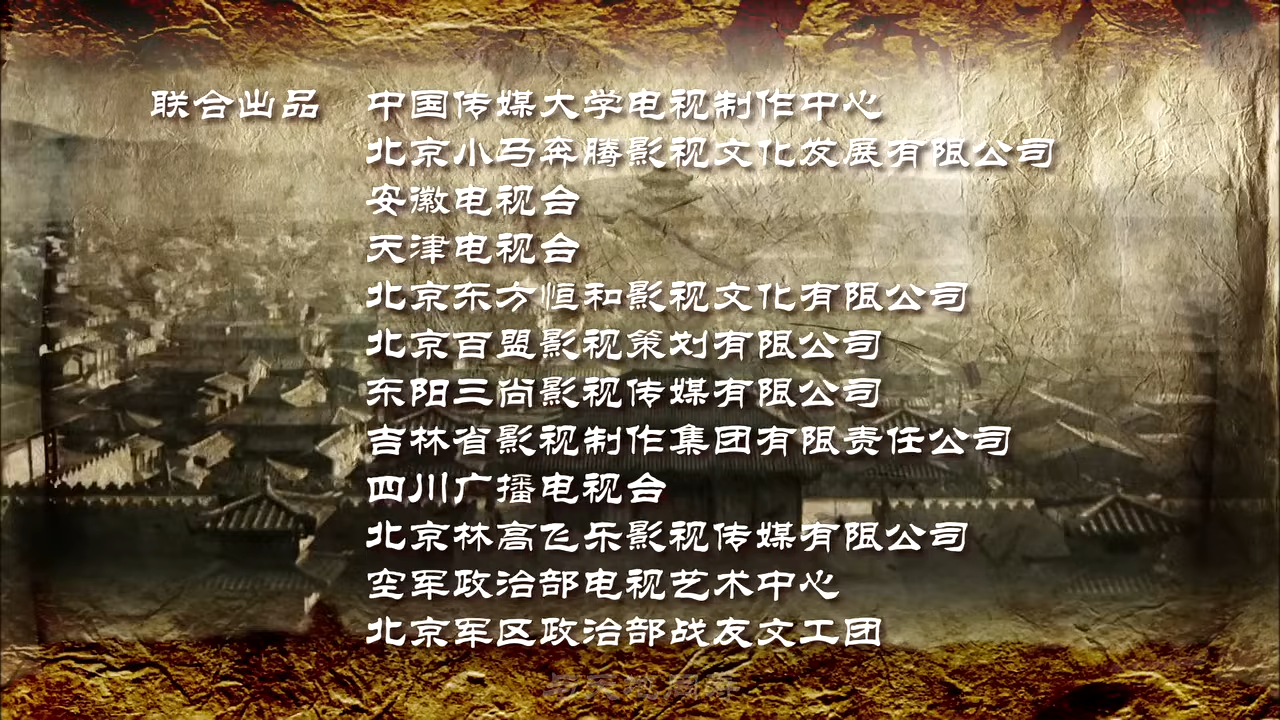 联合出品 中国传媒大学电视制作中心
北京小马奔腾影视文化发展有限公司
安徽电视台
天津电视台
北京东方恒和影视文化有限公司
北京百盟影视策划有限公司
东阳三尚影视传媒有限公司
吉林省影视制作集团有限责任公司
四川广播电视台
北京林高飞乐影视传媒有限公司
空军政治部电视艺术中心
北京军区政治部战友文工团